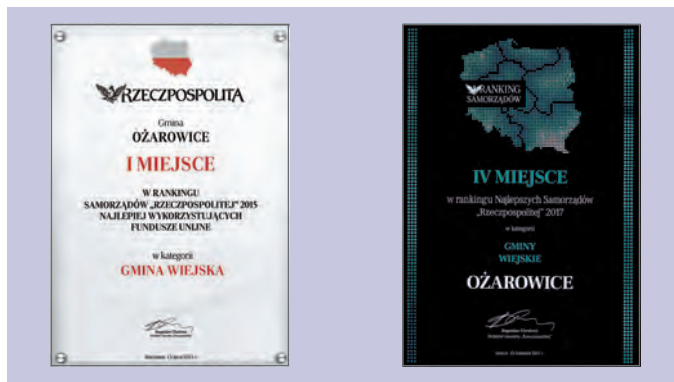 RZECZPOSPOLITA
Gmina
OŻAROWICE
I MIEJSCE
W RANKINGU
SAMORZĄDÓW „RZECZPOSPOLITEJ” 2015
NAJLEPIEJ WYKORZYSTUJĄCYCH
FUNDUSZE UNIJNE
w kategorii
GMINA WIEJSKA
RANKING
SAMORZĄDÓW
IV MIEJSCE
w rankingu Najlepszych Samorządów
„Rzeczpospolitej” 2017
w kategorii
GMINY
WIEJSKIE
OŻAROWICE